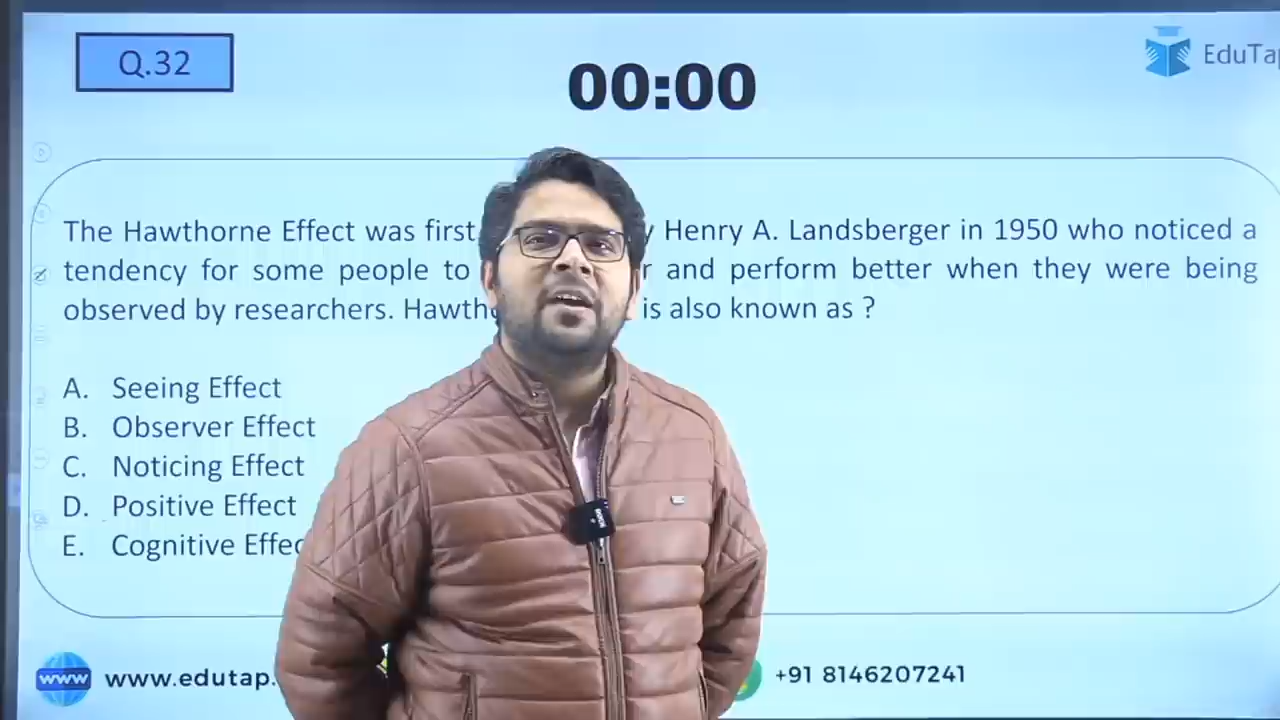 Q.32
00:00
EduTap
The Hawthorne Effect was first Henry A. Landsberger in 1950 who noticed a
tendency for some people to and perform better when they were being
observed by researchers. is also known as ?
A. Seeing Effect
B. Observer Effect
C. Noticing Effect
D. Positive Effect
E. Cognitive
www
www.edutap.
+91 8146207241